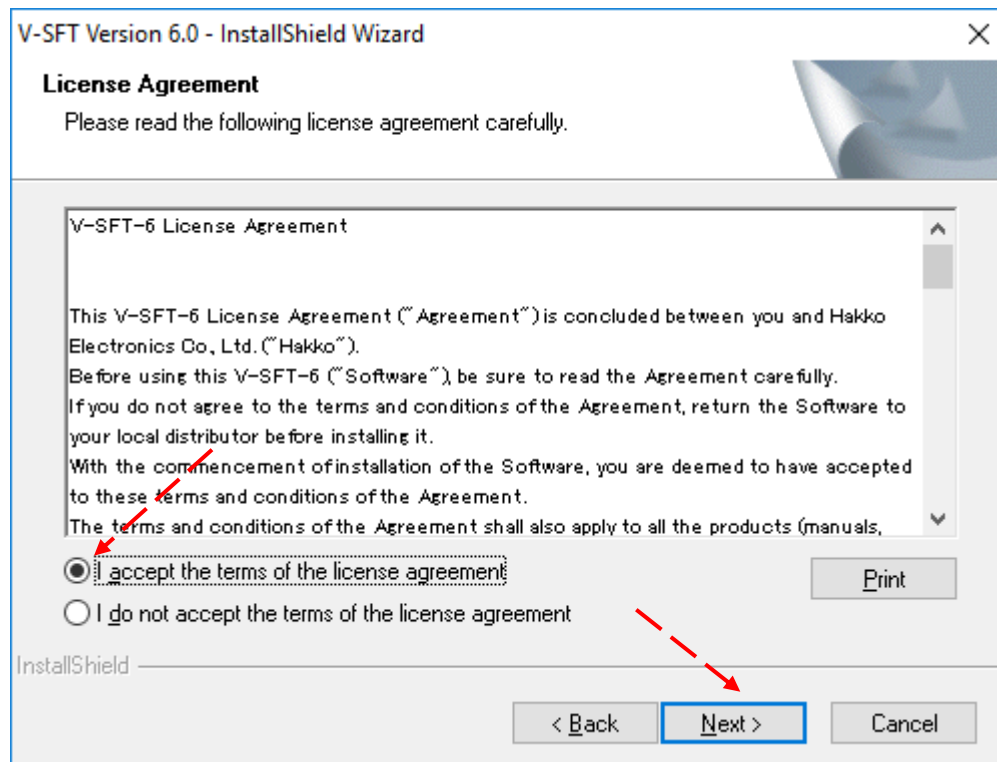 V-SFT Version 6.0 - InstallShield Wizard
License Agreement
Please read the following license agreement carefully.
V-SFT-6 License Agreement
This V-SFT-6 License Agreement ("Agreement") is concluded between you and Hakko
Electronics Co., Ltd. ("Hakko").
Before using this V-SFT-6 ("Software"), be sure to read the Agreement carefully.
If you do not agree to the terms and conditions of the Agreement, return the Software to
your local distributor before installing it.
With the commencement of installation of the Software, you are deemed to have accepted
to these terms and conditions of the Agreement.
The terms and conditions of the Agreement shall also apply to all the products (manuals,
I accept the terms of the license agreement
Print
I do not accept the terms of the license agreement
InstallShield
< Back
Next >
Cancel